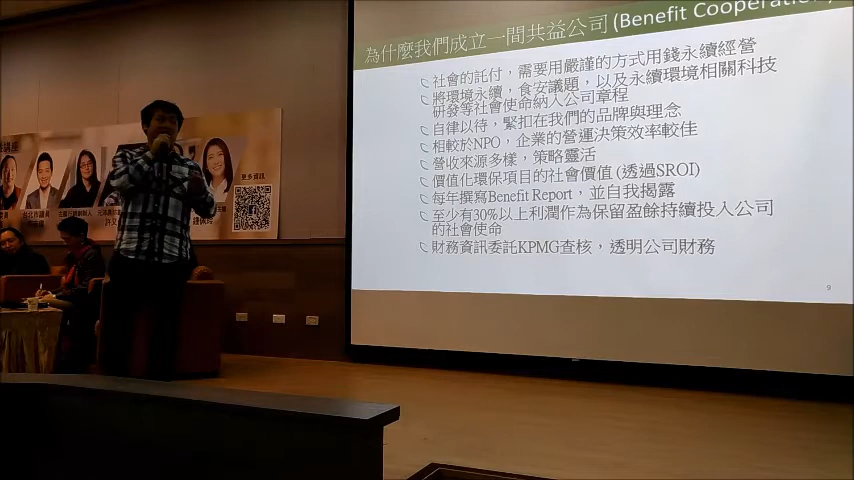 為什麼我們成立一間共益公司 (Benefit Cooperation)
社會的託付，需要用嚴謹的方式用錢永續經營
將環境永續，食安議題，以及永續環境相關科技
研發等社會使命納入公司章程
自律以待，緊扣在我們的品牌與理念
相較於NPO，企業的營運決策效率較佳
營收來源多樣，策略靈活
價值化環保項目的社會價值 (透過SROI)
每年撰寫Benefit Report，並自我揭露
至少有30%以上利潤作為保留盈餘持續投入公司
的社會使命
財務資訊委託KPMG查核，透明公司財務
9
更多資訊
台北市議員